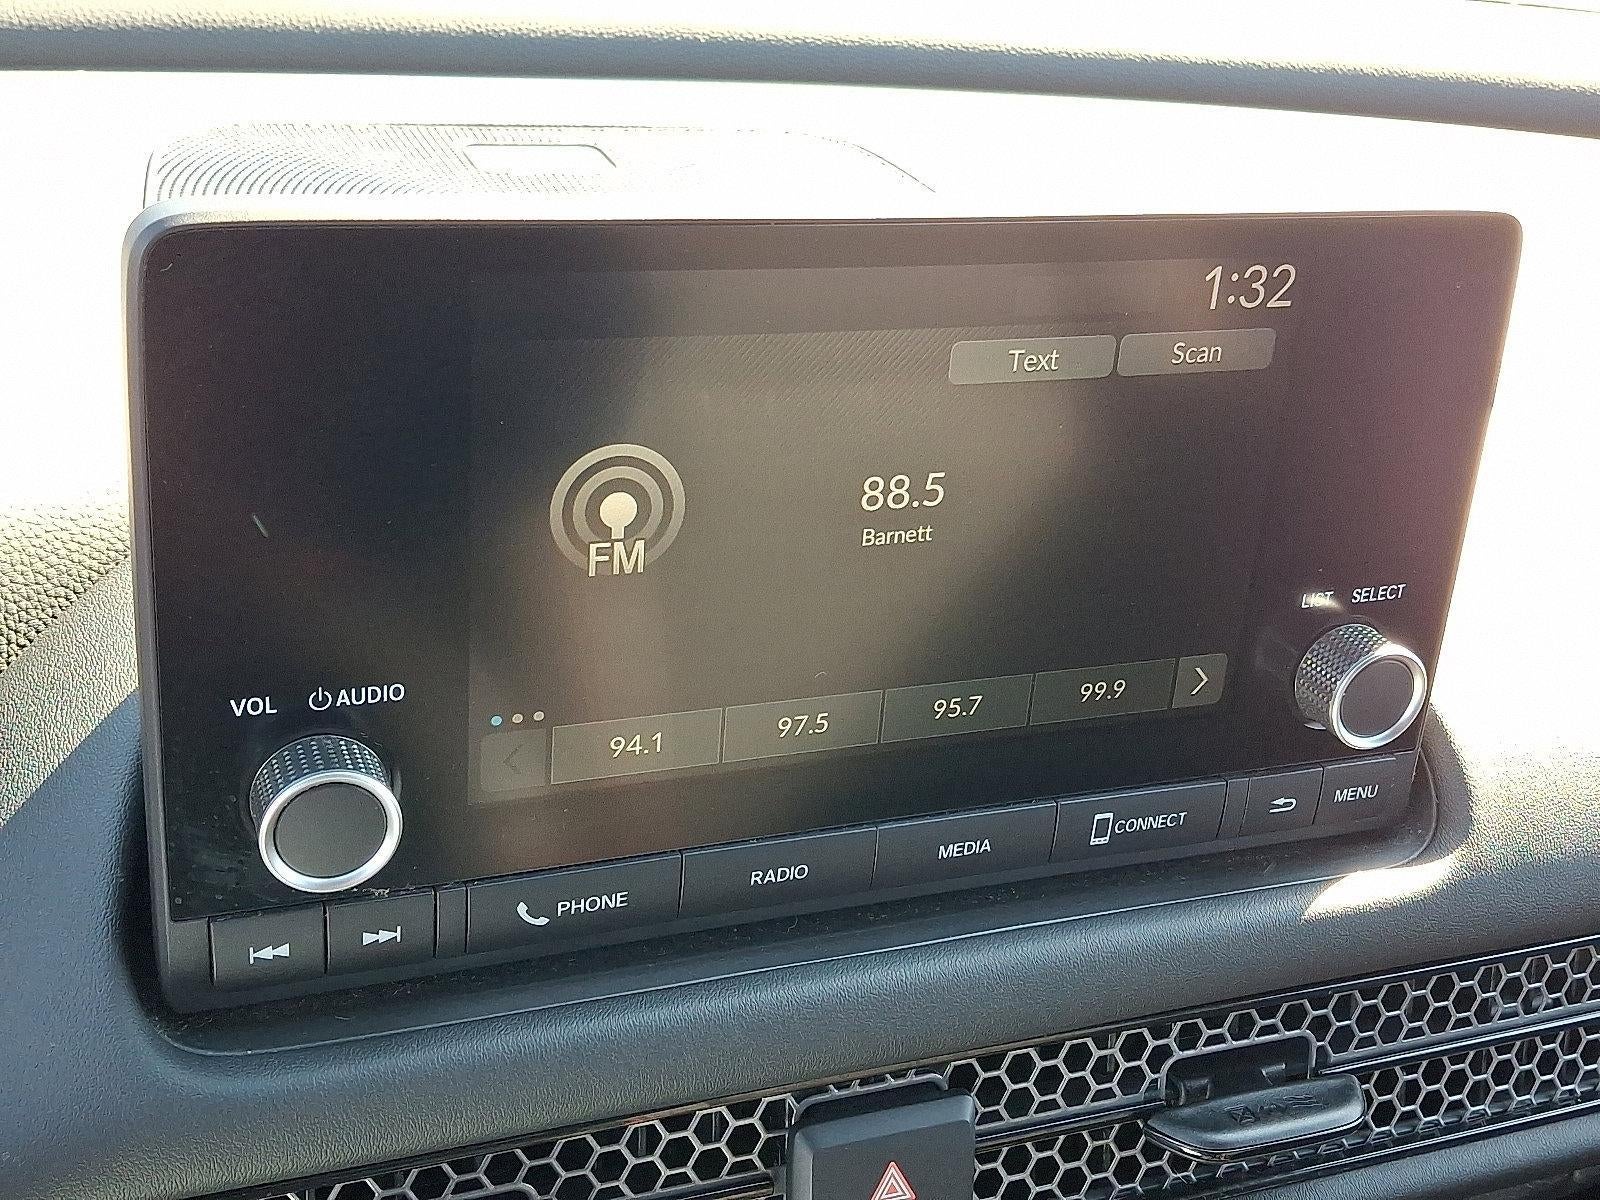 1:32
Text Scan
88.5
Barnett
FM
LIST SELECT
VOL AUDIO
94.1 97.5 95.7 99.9
PHONE RADIO MEDIA CONNECT MENU